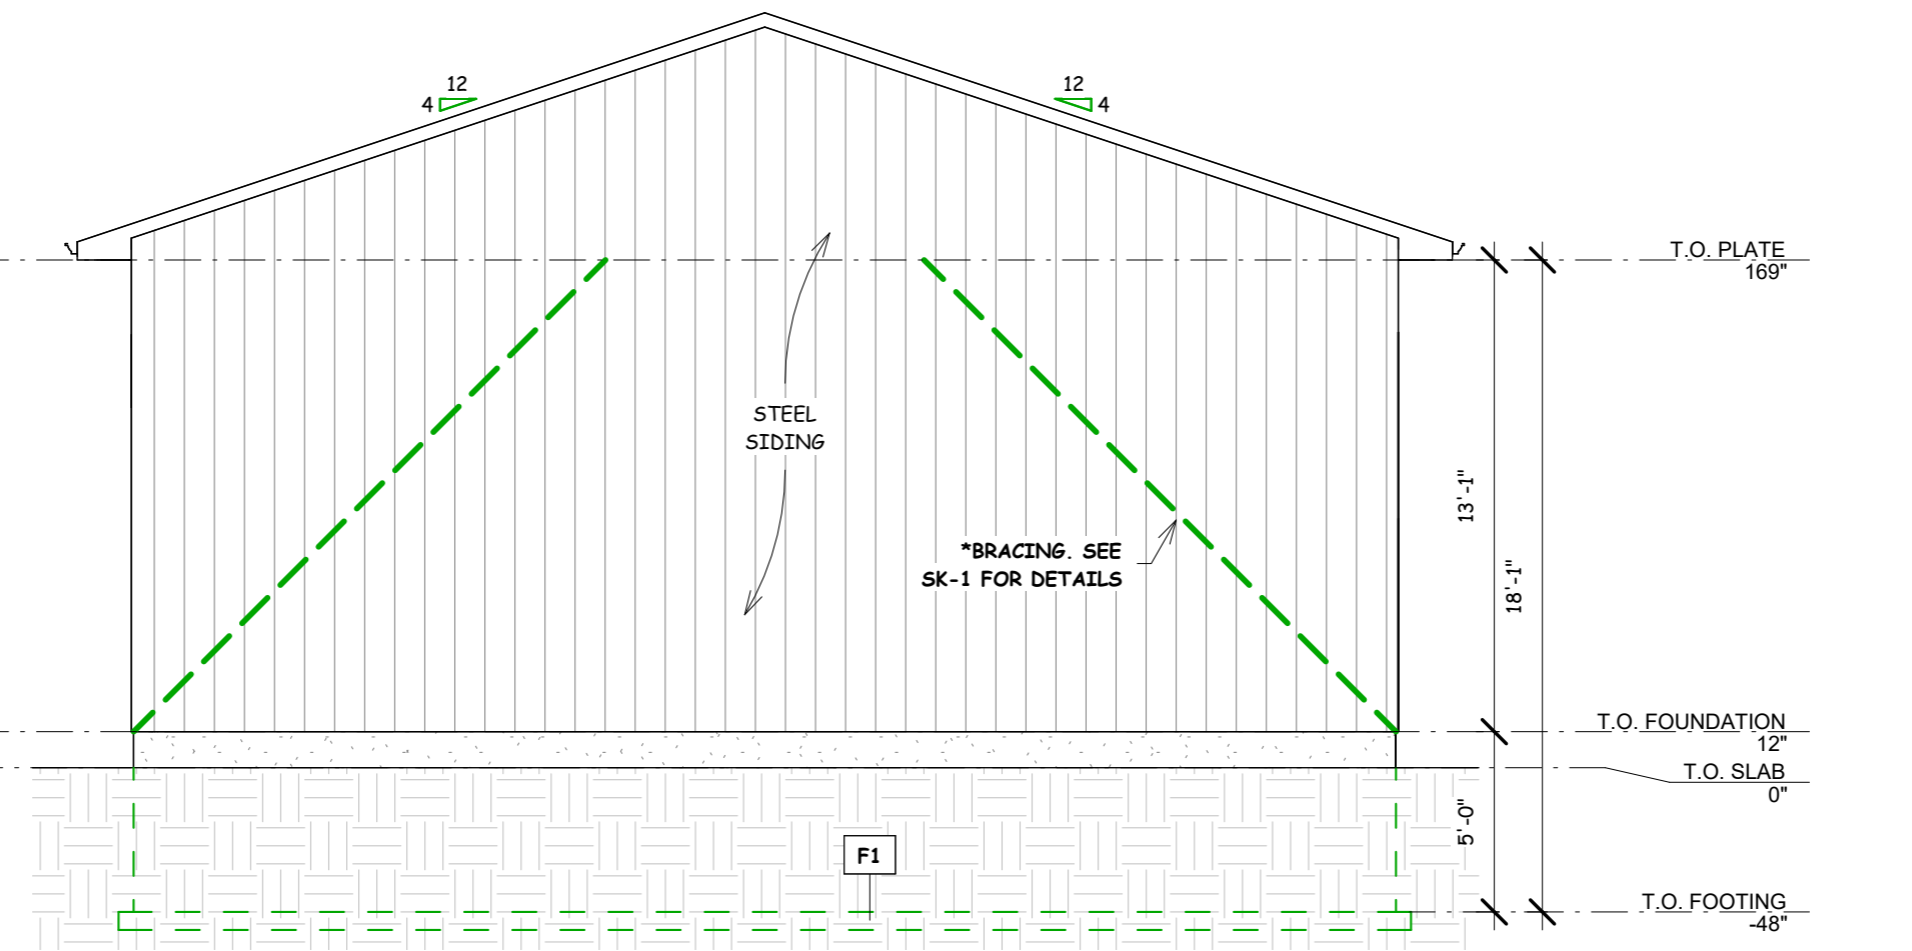 12
4
12
4
T.O. PLATE
169"
STEEL
SIDING
13'-1"
*BRACING. SEE
SK-1 FOR DETAILS
18'-1"
T.O. FOUNDATION
12"
T.O. SLAB
0"
5'-0"
F1
T.O. FOOTING
-48"